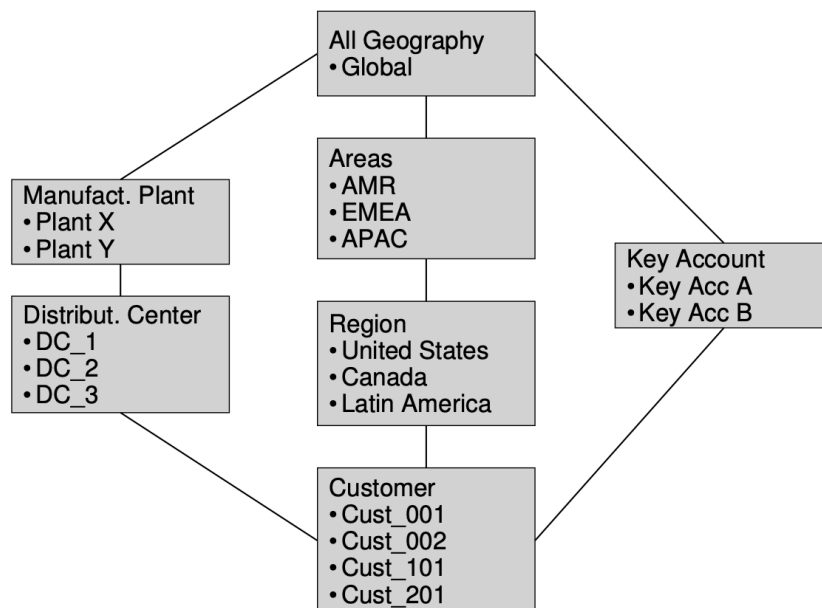 All Geography
• Global
Areas
• AMR
• EMEA
• APAC
Manufact. Plant
• Plant X
• Plant Y
Key Account
• Key Acc A
• Key Acc B
Distribut. Center
• DC_1
• DC_2
• DC_3
Region
• United States
• Canada
• Latin America
Customer
• Cust_001
• Cust_002
• Cust_101
• Cust_201